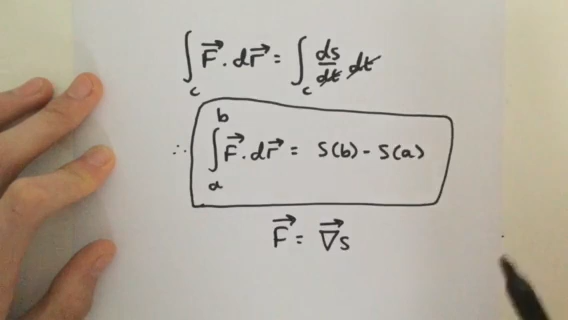 ∫_c F⃗ . dr⃗ = ∫_c ds/dt dt
∴ ∫_a^b F⃗ . dr⃗ = S(b) - S(a)
F⃗ = ∇⃗s